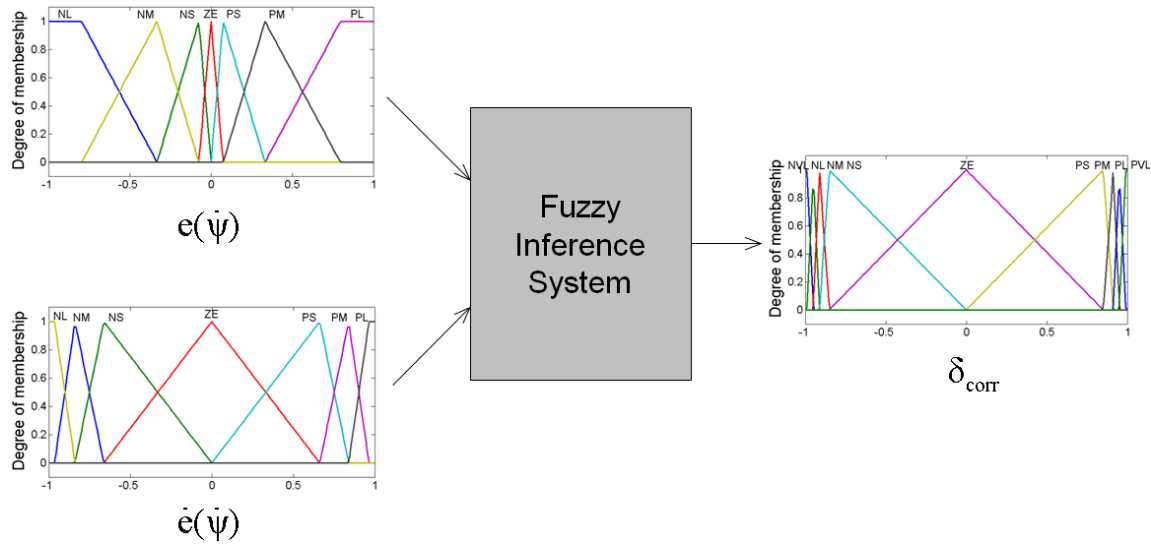 NL NM NS ZE PS PM PL
Degree of membership
1
0.8
0.6
0.4
0.2
0
-1 -0.5 0 0.5 1
e(ψ̇)
NL NM NS ZE PS PM PL
Degree of membership
1
0.8
0.6
0.4
0.2
0
-1 -0.5 0 0.5 1
ė(ψ̇)
Fuzzy
Inference
System
NVL NL NM NS ZE PS PM PL PVL
Degree of membership
1
0.8
0.6
0.4
0.2
0
-1 -0.5 0 0.5 1
δcorr